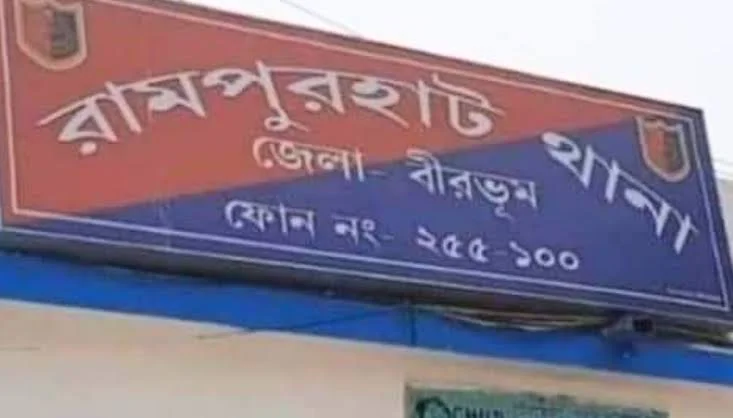 রামপুরহাট থানা
জেলা- বীরভূম
ফোন নং- ২৫৫-১০০